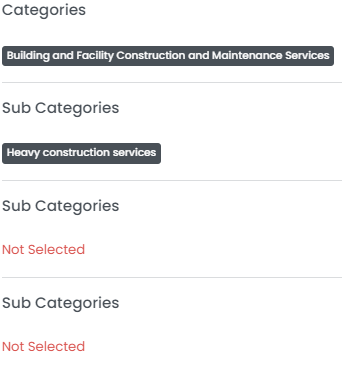 Categories
Building and Facility Construction and Maintenance Services
Sub Categories
Heavy construction services
Sub Categories
Not Selected
Sub Categories
Not Selected